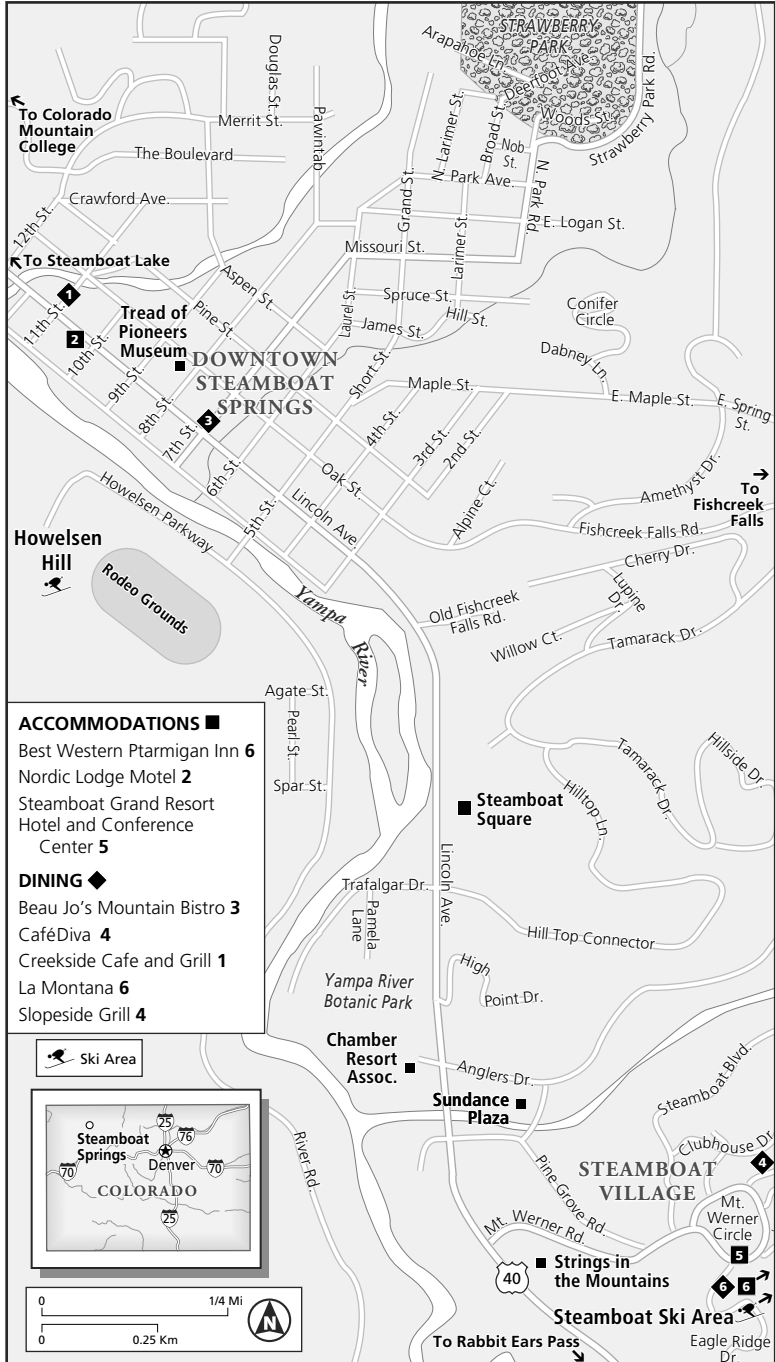 STRAWBERRY
PARK
Arapahoe Ln.
Deerfoot Ave.
Woods St.
Strawberry Park Rd.
Douglas St.
To Colorado
Mountain
College
Merrit St.
Pawintab
The Boulevard
N. Larimer St.
Broad St.
Nob
St.
N. Park Rd.
Park Ave.
Crawford Ave.
Grand St.
Larimer St.
E. Logan St.
12th St.
Missouri St.
To Steamboat Lake
Aspen St.
1
11th St.
Tread of
Pioneers
Museum
Pine St.
Laurel St.
Spruce St.
Hill St.
James St.
Conifer
Circle
2
10th St.
9th St.
8th St.
7th St.
DOWNTOWN
STEAMBOAT
SPRINGS
3
Short St.
Dabney Ln.
Maple St.
E. Maple St.
E. Spring
St.
6th St.
5th St.
4th St.
3rd St.
2nd St.
Oak St.
Lincoln Ave.
Alpine Ct.
Amethyst Dr.
To
Fishcreek
Falls
Fishcreek Falls Rd.
Howelsen Parkway
Howelsen
Hill
Rodeo Grounds
Yampa
River
Cherry Dr.
Lupine
Dr.
Old Fishcreek
Falls Rd.
Willow Ct.
Tamarack Dr.
Agate St.
Pearl St.
Spar St.
Tamarack Dr.
Hillside Dr.
Hilltop Ln.
Steamboat
Square
Lincoln Ave.
Trafalgar Dr.
Pamela
Lane
Hill Top Connector
High
Point Dr.
Yampa River
Botanic Park
Chamber
Resort
Assoc.
Anglers Dr.
Sundance
Plaza
Steamboat Blvd.
Clubhouse Dr.
4
STEAMBOAT
VILLAGE
Pine Grove Rd.
Mt. Werner Rd.
Mt.
Werner
Circle
5
River Rd.
40
Strings in
the Mountains
6
6
Steamboat Ski Area
Eagle Ridge
Dr
To Rabbit Ears Pass
ACCOMMODATIONS
Best Western Ptarmigan Inn 6
Nordic Lodge Motel 2
Steamboat Grand Resort
Hotel and Conference
Center 5
DINING
Beau Jo's Mountain Bistro 3
CaféDiva 4
Creekside Cafe and Grill 1
La Montana 6
Slopeside Grill 4
Ski Area
25
76
Steamboat
Springs
Denver
70
70
COLORADO
25
0
1/4 Mi
0
0.25 Km
N